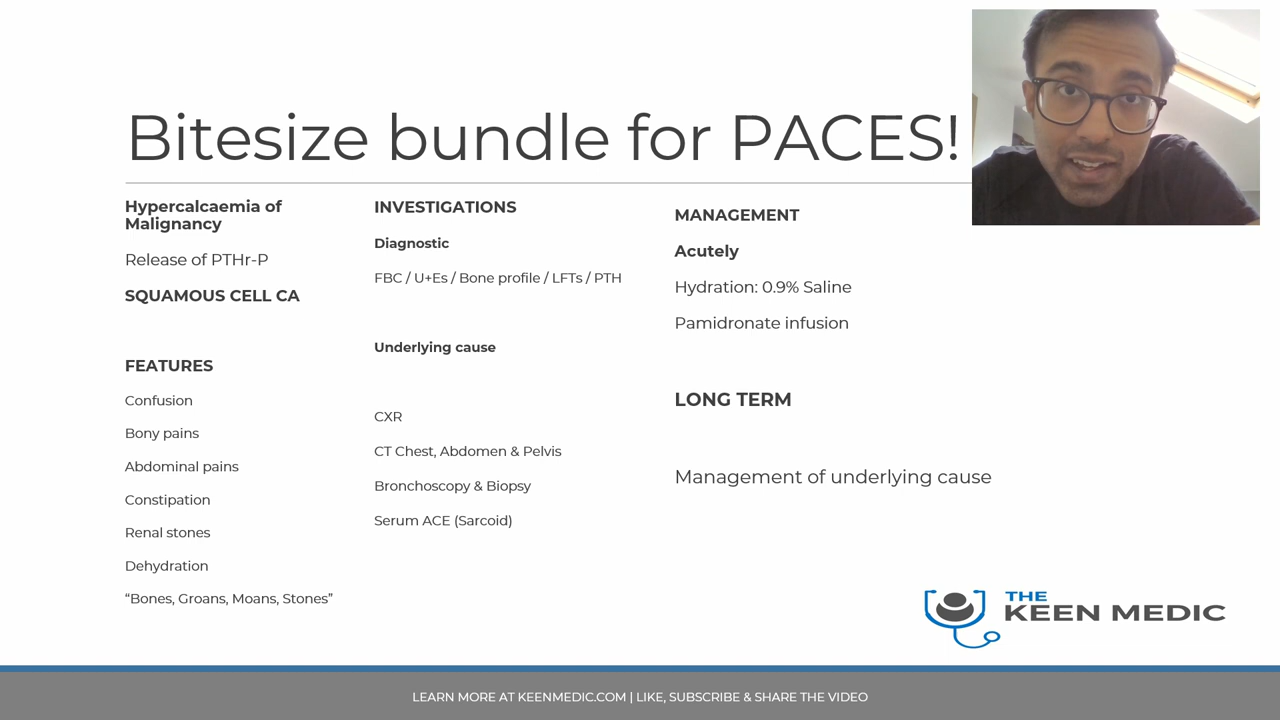 Bitesize bundle for PACES!
Hypercalcaemia of
Malignancy
Release of PTHr-P
SQUAMOUS CELL CA
FEATURES
Confusion
Bony pains
Abdominal pains
Constipation
Renal stones
Dehydration
“Bones, Groans, Moans, Stones”
INVESTIGATIONS
Diagnostic
FBC / U+Es / Bone profile / LFTs / PTH
Underlying cause
CXR
CT Chest, Abdomen & Pelvis
Bronchoscopy & Biopsy
Serum ACE (Sarcoid)
MANAGEMENT
Acutely
Hydration: 0.9% Saline
Pamidronate infusion
LONG TERM
Management of underlying cause
THE
KEEN MEDIC
LEARN MORE AT KEENMEDIC.COM | LIKE, SUBSCRIBE & SHARE THE VIDEO